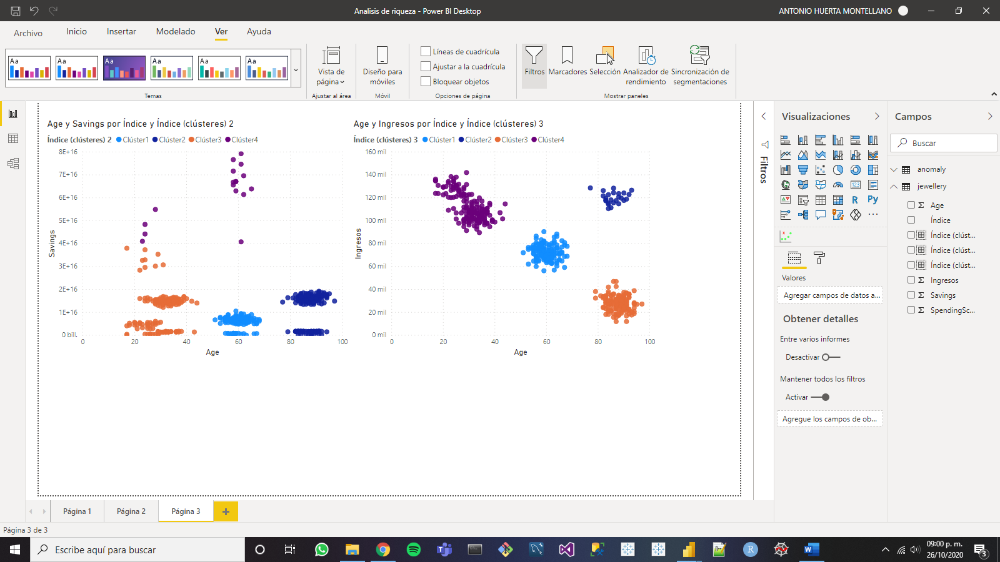 Analisis de riqueza - Power BI Desktop
ANTONIO HUERTA MONTELLANO
Archivo Inicio Insertar Modelado Ver Ayuda
Aa Aa Aa Aa Aa Aa
Temas
Vista de página
Ajustar al área
Diseño para móviles
Móvil
Líneas de cuadrícula
Ajustar a la cuadrícula
Bloquear objetos
Opciones de página
Filtros
Marcadores
Selección
Analizador de rendimiento
Sincronización de segmentaciones
Mostrar paneles
Age y Savings por Índice y Índice (clústeres) 2
Índice (clústeres) 2 Clúster1 Clúster2 Clúster3 Clúster4
8E+16
7E+16
6E+16
5E+16
4E+16
3E+16
2E+16
1E+16
0 bill.
Savings
0 20 40 60 80 100
Age
Age y Ingresos por Índice y Índice (clústeres) 3
Índice (clústeres) 3 Clúster1 Clúster2 Clúster3 Clúster4
160 mil
140 mil
120 mil
100 mil
80 mil
60 mil
40 mil
20 mil
0 mil
Ingresos
0 20 40 60 80 100
Age
Filtros
Visualizaciones
123
R Py
...
Valores
Agregar campos de datos a...
Obtener detalles
Entre varios informes
Desactivar
Mantener todos los filtros
Activar
Agregue los campos de ob...
Campos
Buscar
anomaly
jewellery
Σ Age
Índice
Índice (clúst...
Índice (clúst...
Índice (clúst...
Σ Ingresos
Σ Savings
Σ SpendingSc...
Página 1 Página 2 Página 3 +
Página 3 de 3
Escribe aquí para buscar
R
W
09:00 p. m.
26/10/2020
3